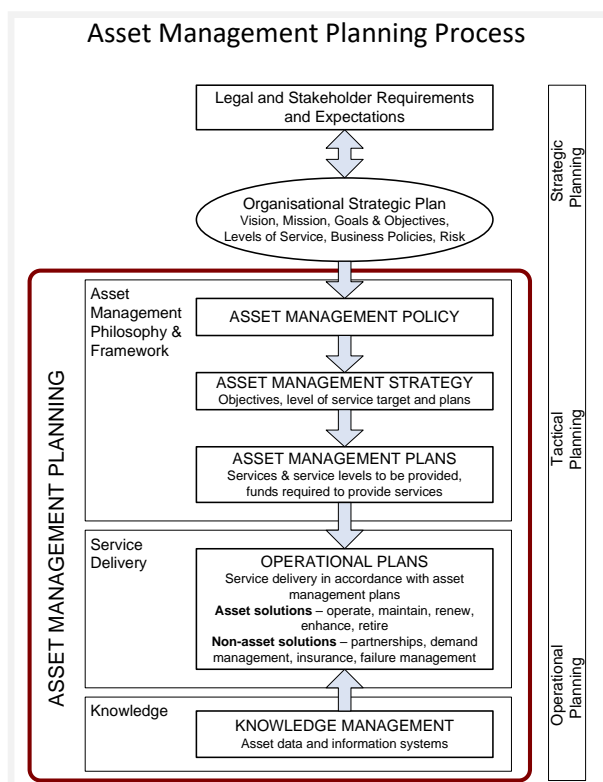 Asset Management Planning Process
Legal and Stakeholder Requirements
and Expectations
Organisational Strategic Plan
Vision, Mission, Goals & Objectives,
Levels of Service, Business Policies, Risk
Strategic
Planning
ASSET MANAGEMENT PLANNING
Asset
Management
Philosophy &
Framework
ASSET MANAGEMENT POLICY
ASSET MANAGEMENT STRATEGY
Objectives, level of service target and plans
ASSET MANAGEMENT PLANS
Services & service levels to be provided,
funds required to provide services
Tactical
Planning
Service
Delivery
OPERATIONAL PLANS
Service delivery in accordance with asset
management plans
Asset solutions – operate, maintain, renew,
enhance, retire
Non-asset solutions – partnerships, demand
management, insurance, failure management
Operational
Planning
Knowledge
KNOWLEDGE MANAGEMENT
Asset data and information systems